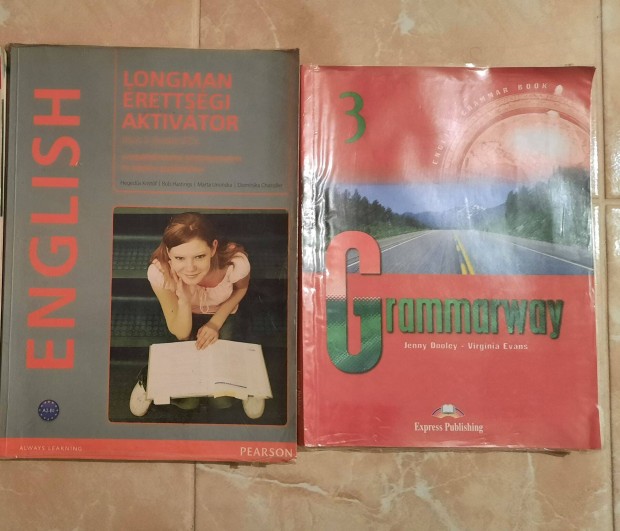 ENGLISH
LONGMAN
ÉRETTSÉGI
AKTIVÁTOR
A2-B1
ALWAYS LEARNING
PEARSON
3
GRAMMAR BOOK
Grammarway
Jenny Dooley - Virginia Evans
Express Publishing